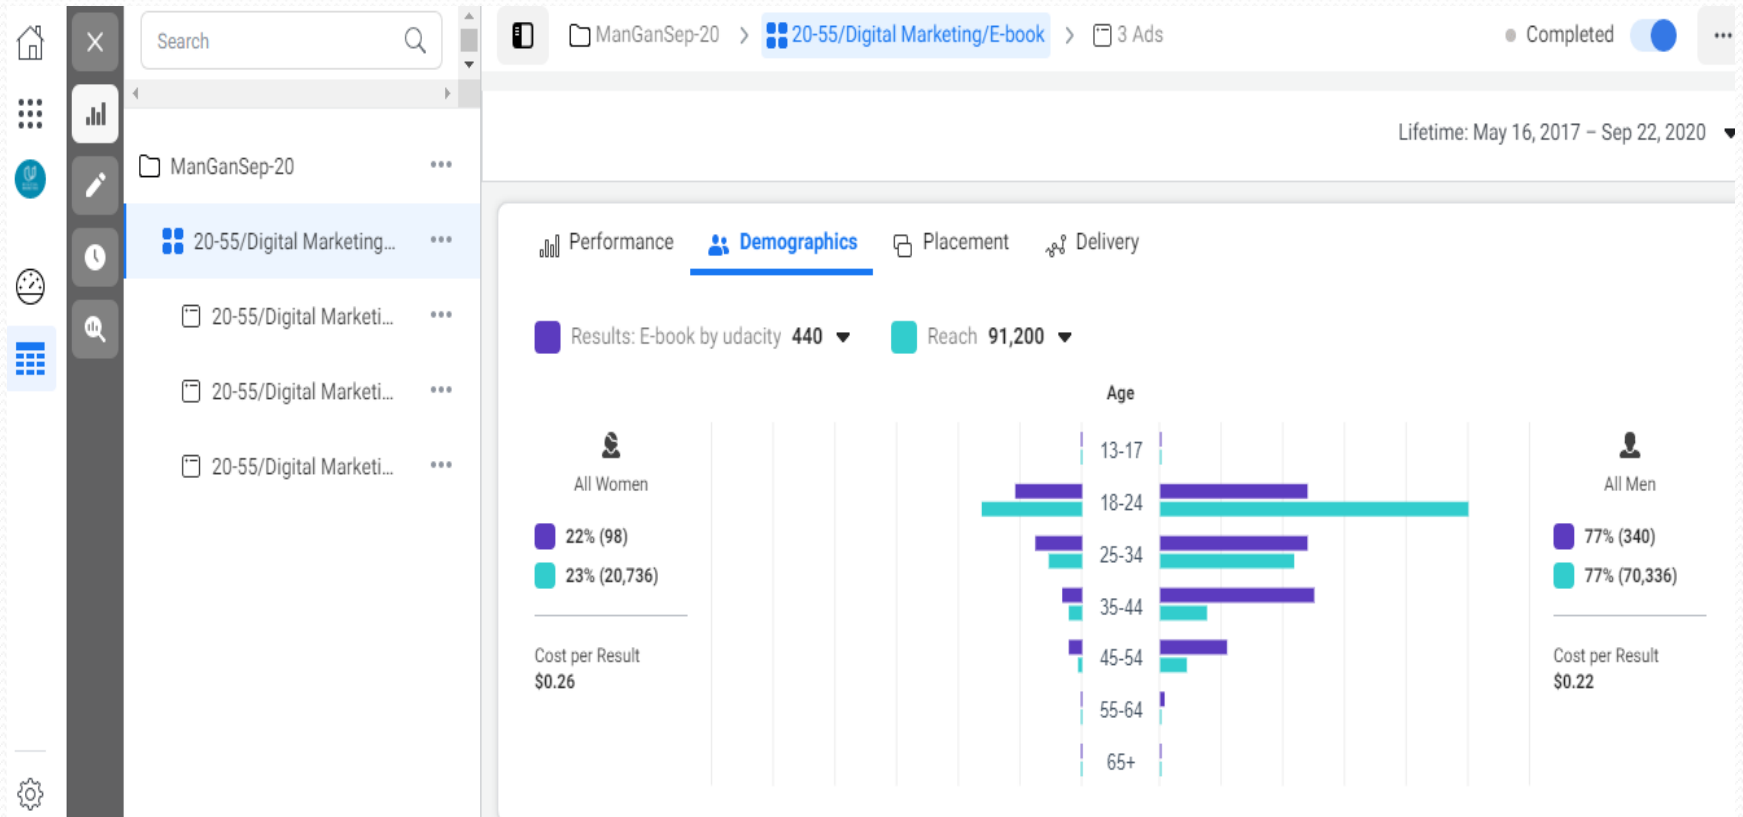 Search
ManGanSep-20
20-55/Digital Marketing...
20-55/Digital Marketi...
20-55/Digital Marketi...
20-55/Digital Marketi...
ManGanSep-20 > 20-55/Digital Marketing/E-book > 3 Ads
Completed
Lifetime: May 16, 2017 – Sep 22, 2020
Performance Demographics Placement Delivery
Results: E-book by udacity 440 Reach 91,200
Age
All Women
22% (98)
23% (20,736)
Cost per Result
$0.26
13-17
18-24
25-34
35-44
45-54
55-64
65+
All Men
77% (340)
77% (70,336)
Cost per Result
$0.22